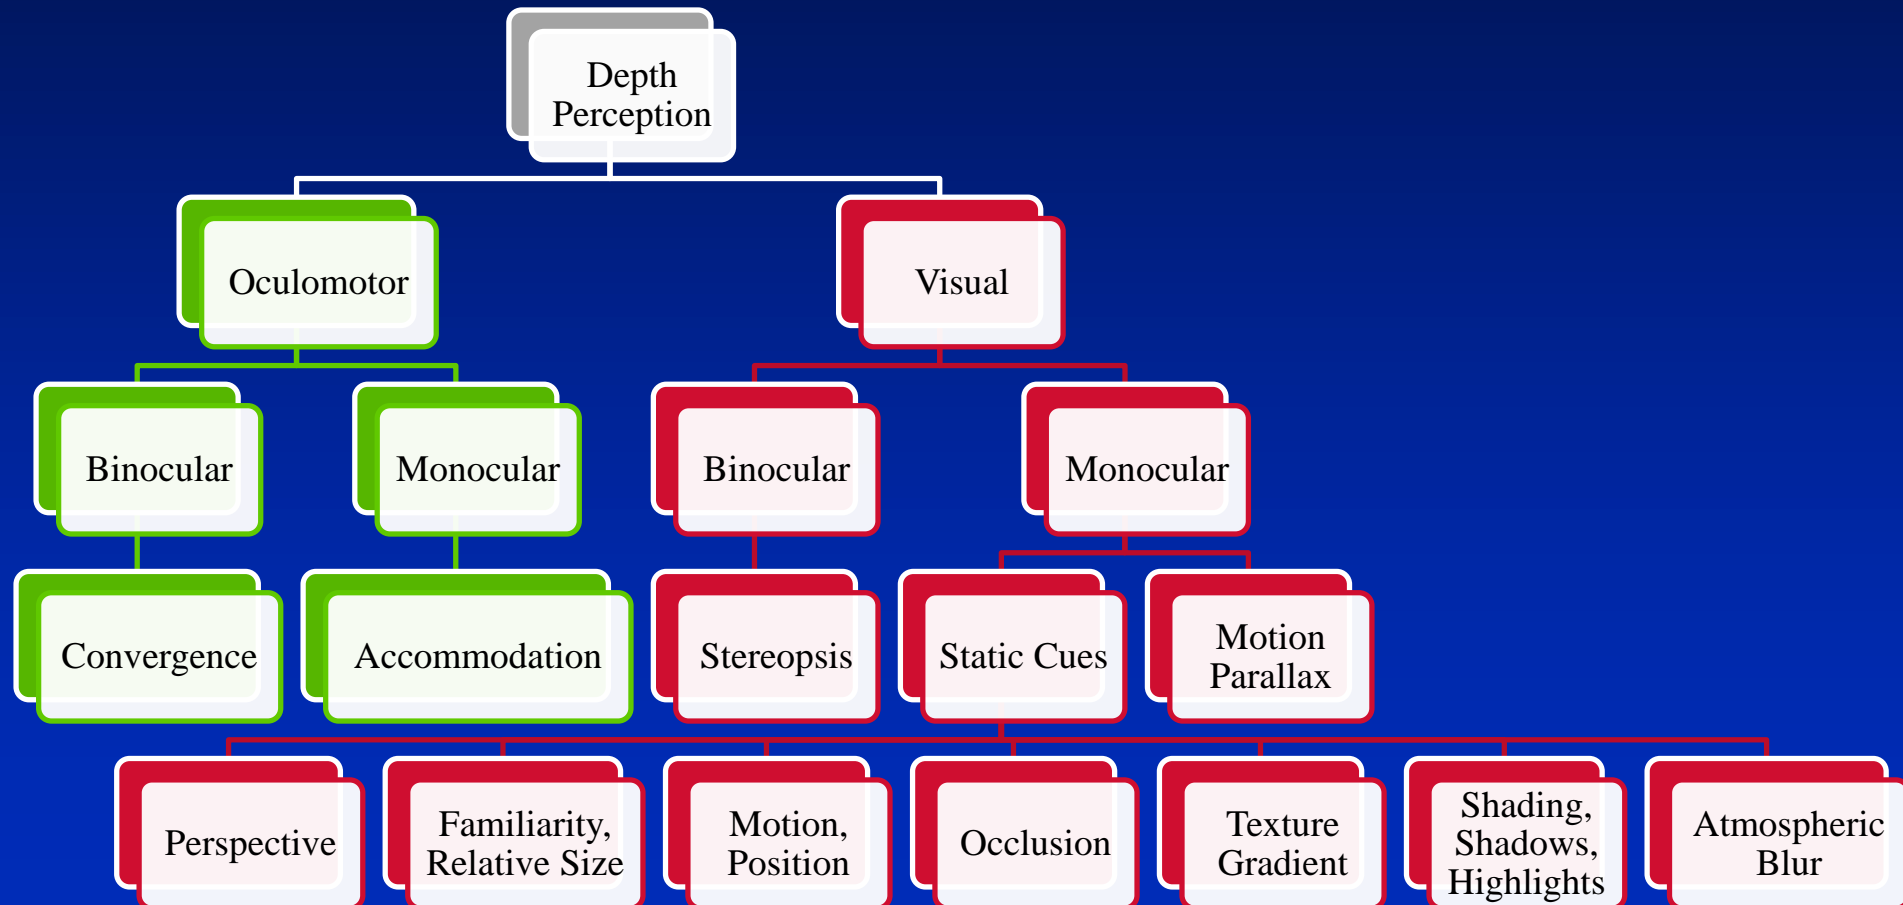 Depth
Perception
Oculomotor
Visual
Binocular
Monocular
Binocular
Monocular
Convergence
Accommodation
Stereopsis
Static Cues
Motion
Parallax
Perspective
Familiarity,
Relative Size
Motion,
Position
Occlusion
Texture
Gradient
Shading,
Shadows,
Highlights
Atmospheric
Blur